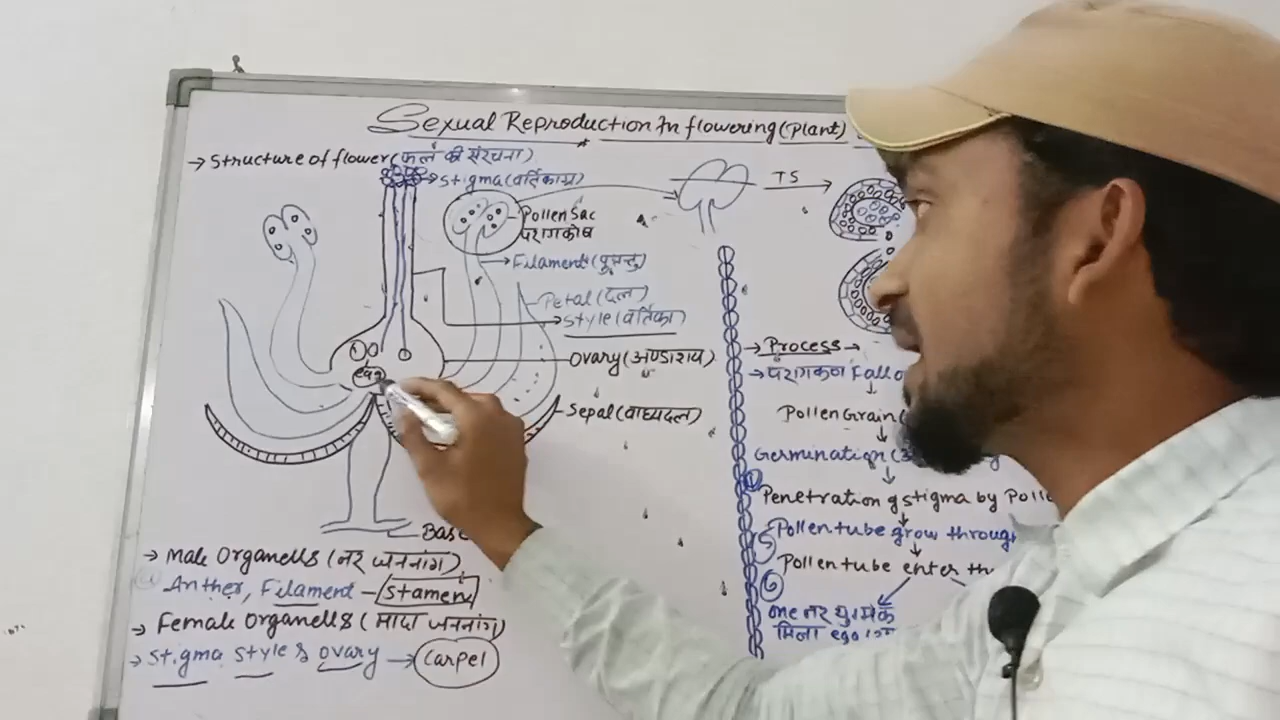 Sexual Reproduction In flowering (Plant)
→ Structure of flower (फूल की संरचना)
Stigma (वर्तिकाग्र)
Pollen Sac
परागकोष
TS
Filament (पुतन्तु)
Petal (दल)
Style (वर्तिका)
Ovary (अण्डाशय)
egg
Sepal (वाघ्यदल)
Base
→ Male Organells (नर जननांग)
Anther, Filament - Stamen
→ Female Organells (मादा जननांग)
→ Stigma style & ovary → Carpel
→ Process →
→ परागकण Fall o
Pollen Grain
Germination
Penetration of stigma by Polle
Pollen tube grow through
Pollen tube enter th
One नर युग्मक
मिला egg